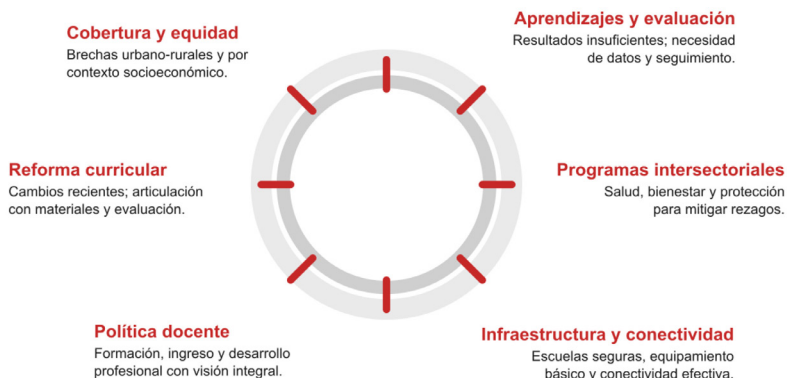 Cobertura y equidad
Brechas urbano-rurales y por
contexto socioeconómico.
Aprendizajes y evaluación
Resultados insuficientes; necesidad
de datos y seguimiento.
Reforma curricular
Cambios recientes; articulación
con materiales y evaluación.
Programas intersectoriales
Salud, bienestar y protección
para mitigar rezagos.
Política docente
Formación, ingreso y desarrollo
profesional con visión integral.
Infraestructura y conectividad
Escuelas seguras, equipamiento
básico y conectividad efectiva.